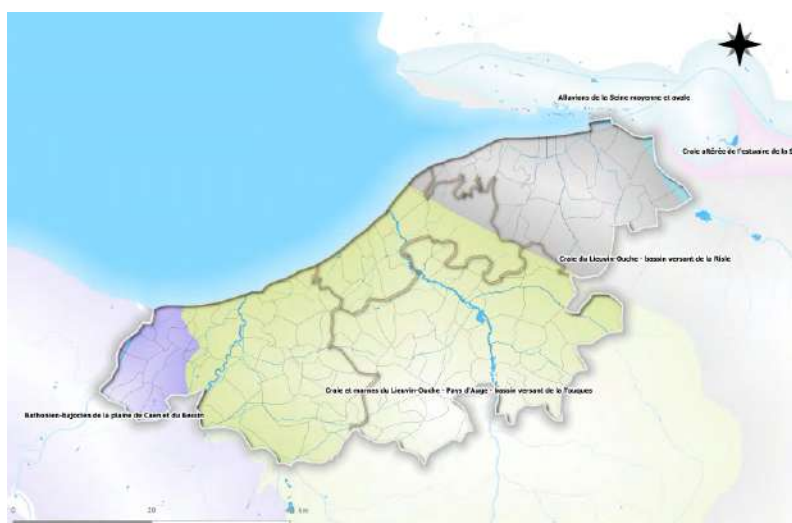 Alluvions de la Seine moyenne et avale
Craie altérée de l'estuaire de la S
Craie du Lieuvin-Ouche - bassin versant de la Risle
Craie et marnes du Lieuvin-Ouche - Pays d'Auge - bassin versant de la Touques
Bathonien-bajocien de la plaine de Caen et du Bessin
0 20 km